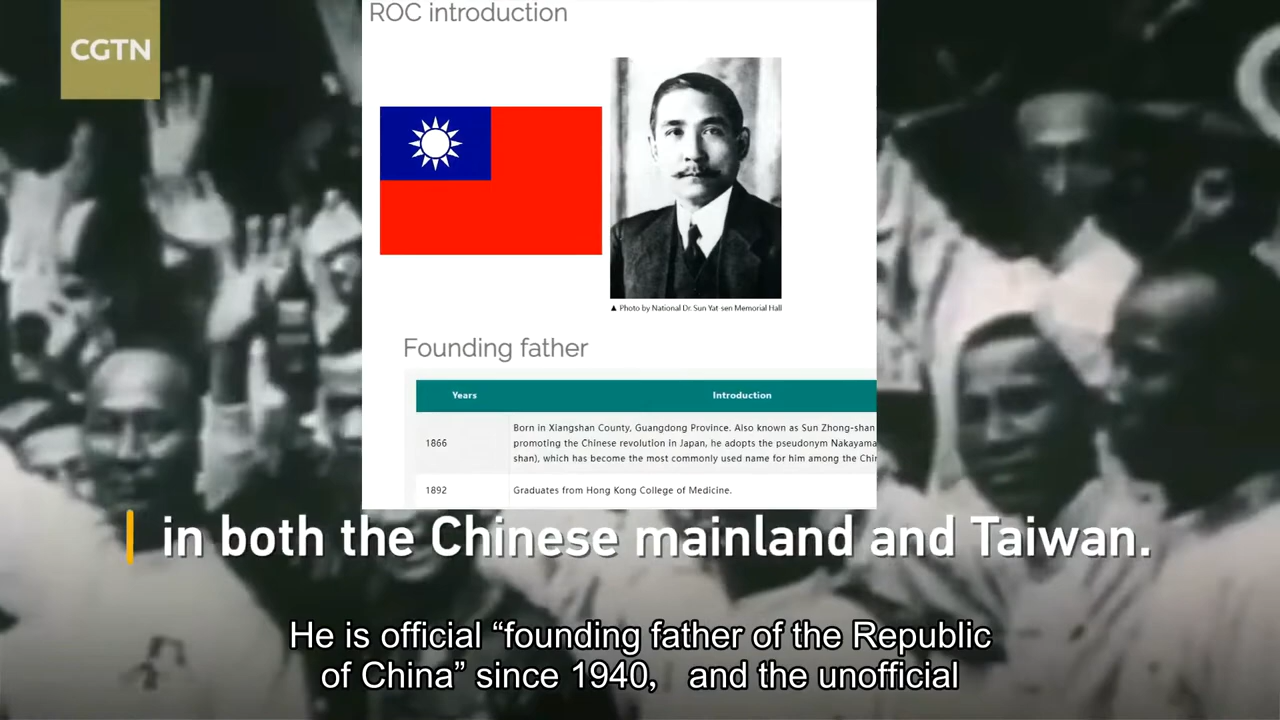 CGTN
ROC introduction
▲ Photo by National Dr. Sun Yat-sen Memorial Hall
Founding father
Years Introduction
1866
Born in Xiangshan County, Guangdong Province. Also known as Sun Zhong-shan
promoting the Chinese revolution in Japan, he adopts the pseudonym Nakayama
shan), which has become the most commonly used name for him among the
1892 Graduates from Hong Kong College of Medicine.
in both the Chinese mainland and Taiwan.
He is official “founding father of the Republic
of China” since 1940, and the unofficial